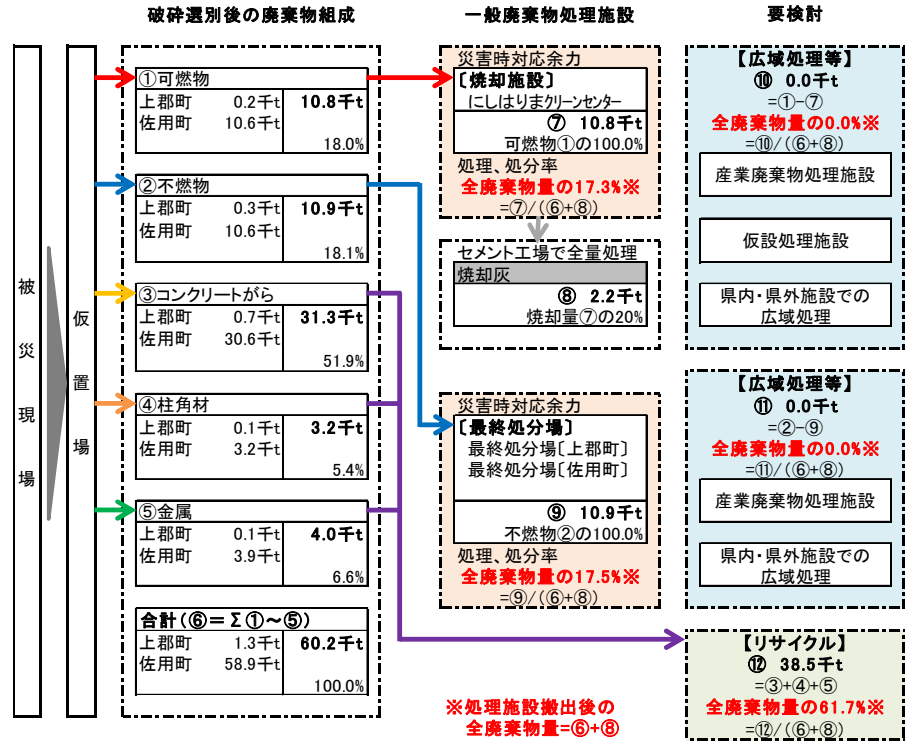 破砕選別後の廃棄物組成
一般廃棄物処理施設
要検討
被災現場
仮置場
①可燃物
上郡町 0.2千t 10.8千t
佐用町 10.6千t
18.0%
②不燃物
上郡町 0.3千t 10.9千t
佐用町 10.6千t
18.1%
③コンクリートがら
上郡町 0.7千t 31.3千t
佐用町 30.6千t
51.9%
④柱角材
上郡町 0.1千t 3.2千t
佐用町 3.2千t
5.4%
⑤金属
上郡町 0.1千t 4.0千t
佐用町 3.9千t
6.6%
合計(⑥=Σ①～⑤)
上郡町 1.3千t 60.2千t
佐用町 58.9千t
100.0%
災害時対応余力
〔焼却施設〕
にしはりまクリーンセンター
⑦ 10.8千t
可燃物①の100.0%
処理、処分率
全廃棄物量の17.3%※
=⑦/(⑥+⑧)
セメント工場で全量処理
焼却灰
⑧ 2.2千t
焼却量⑦の20%
災害時対応余力
〔最終処分場〕
最終処分場〔上郡町〕
最終処分場〔佐用町〕
⑨ 10.9千t
不燃物②の100.0%
処理、処分率
全廃棄物量の17.5%※
=⑨/(⑥+⑧)
※処理施設搬出後の
全廃棄物量=⑥+⑧
【広域処理等】
⑩ 0.0千t
=①-⑦
全廃棄物量の0.0%※
=⑩/(⑥+⑧)
産業廃棄物処理施設
仮設処理施設
県内・県外施設での
広域処理
【広域処理等】
⑪ 0.0千t
=②-⑨
全廃棄物量の0.0%※
=⑪/(⑥+⑧)
産業廃棄物処理施設
県内・県外施設での
広域処理
【リサイクル】
⑫ 38.5千t
=③+④+⑤
全廃棄物量の61.7%※
=⑫/(⑥+⑧)